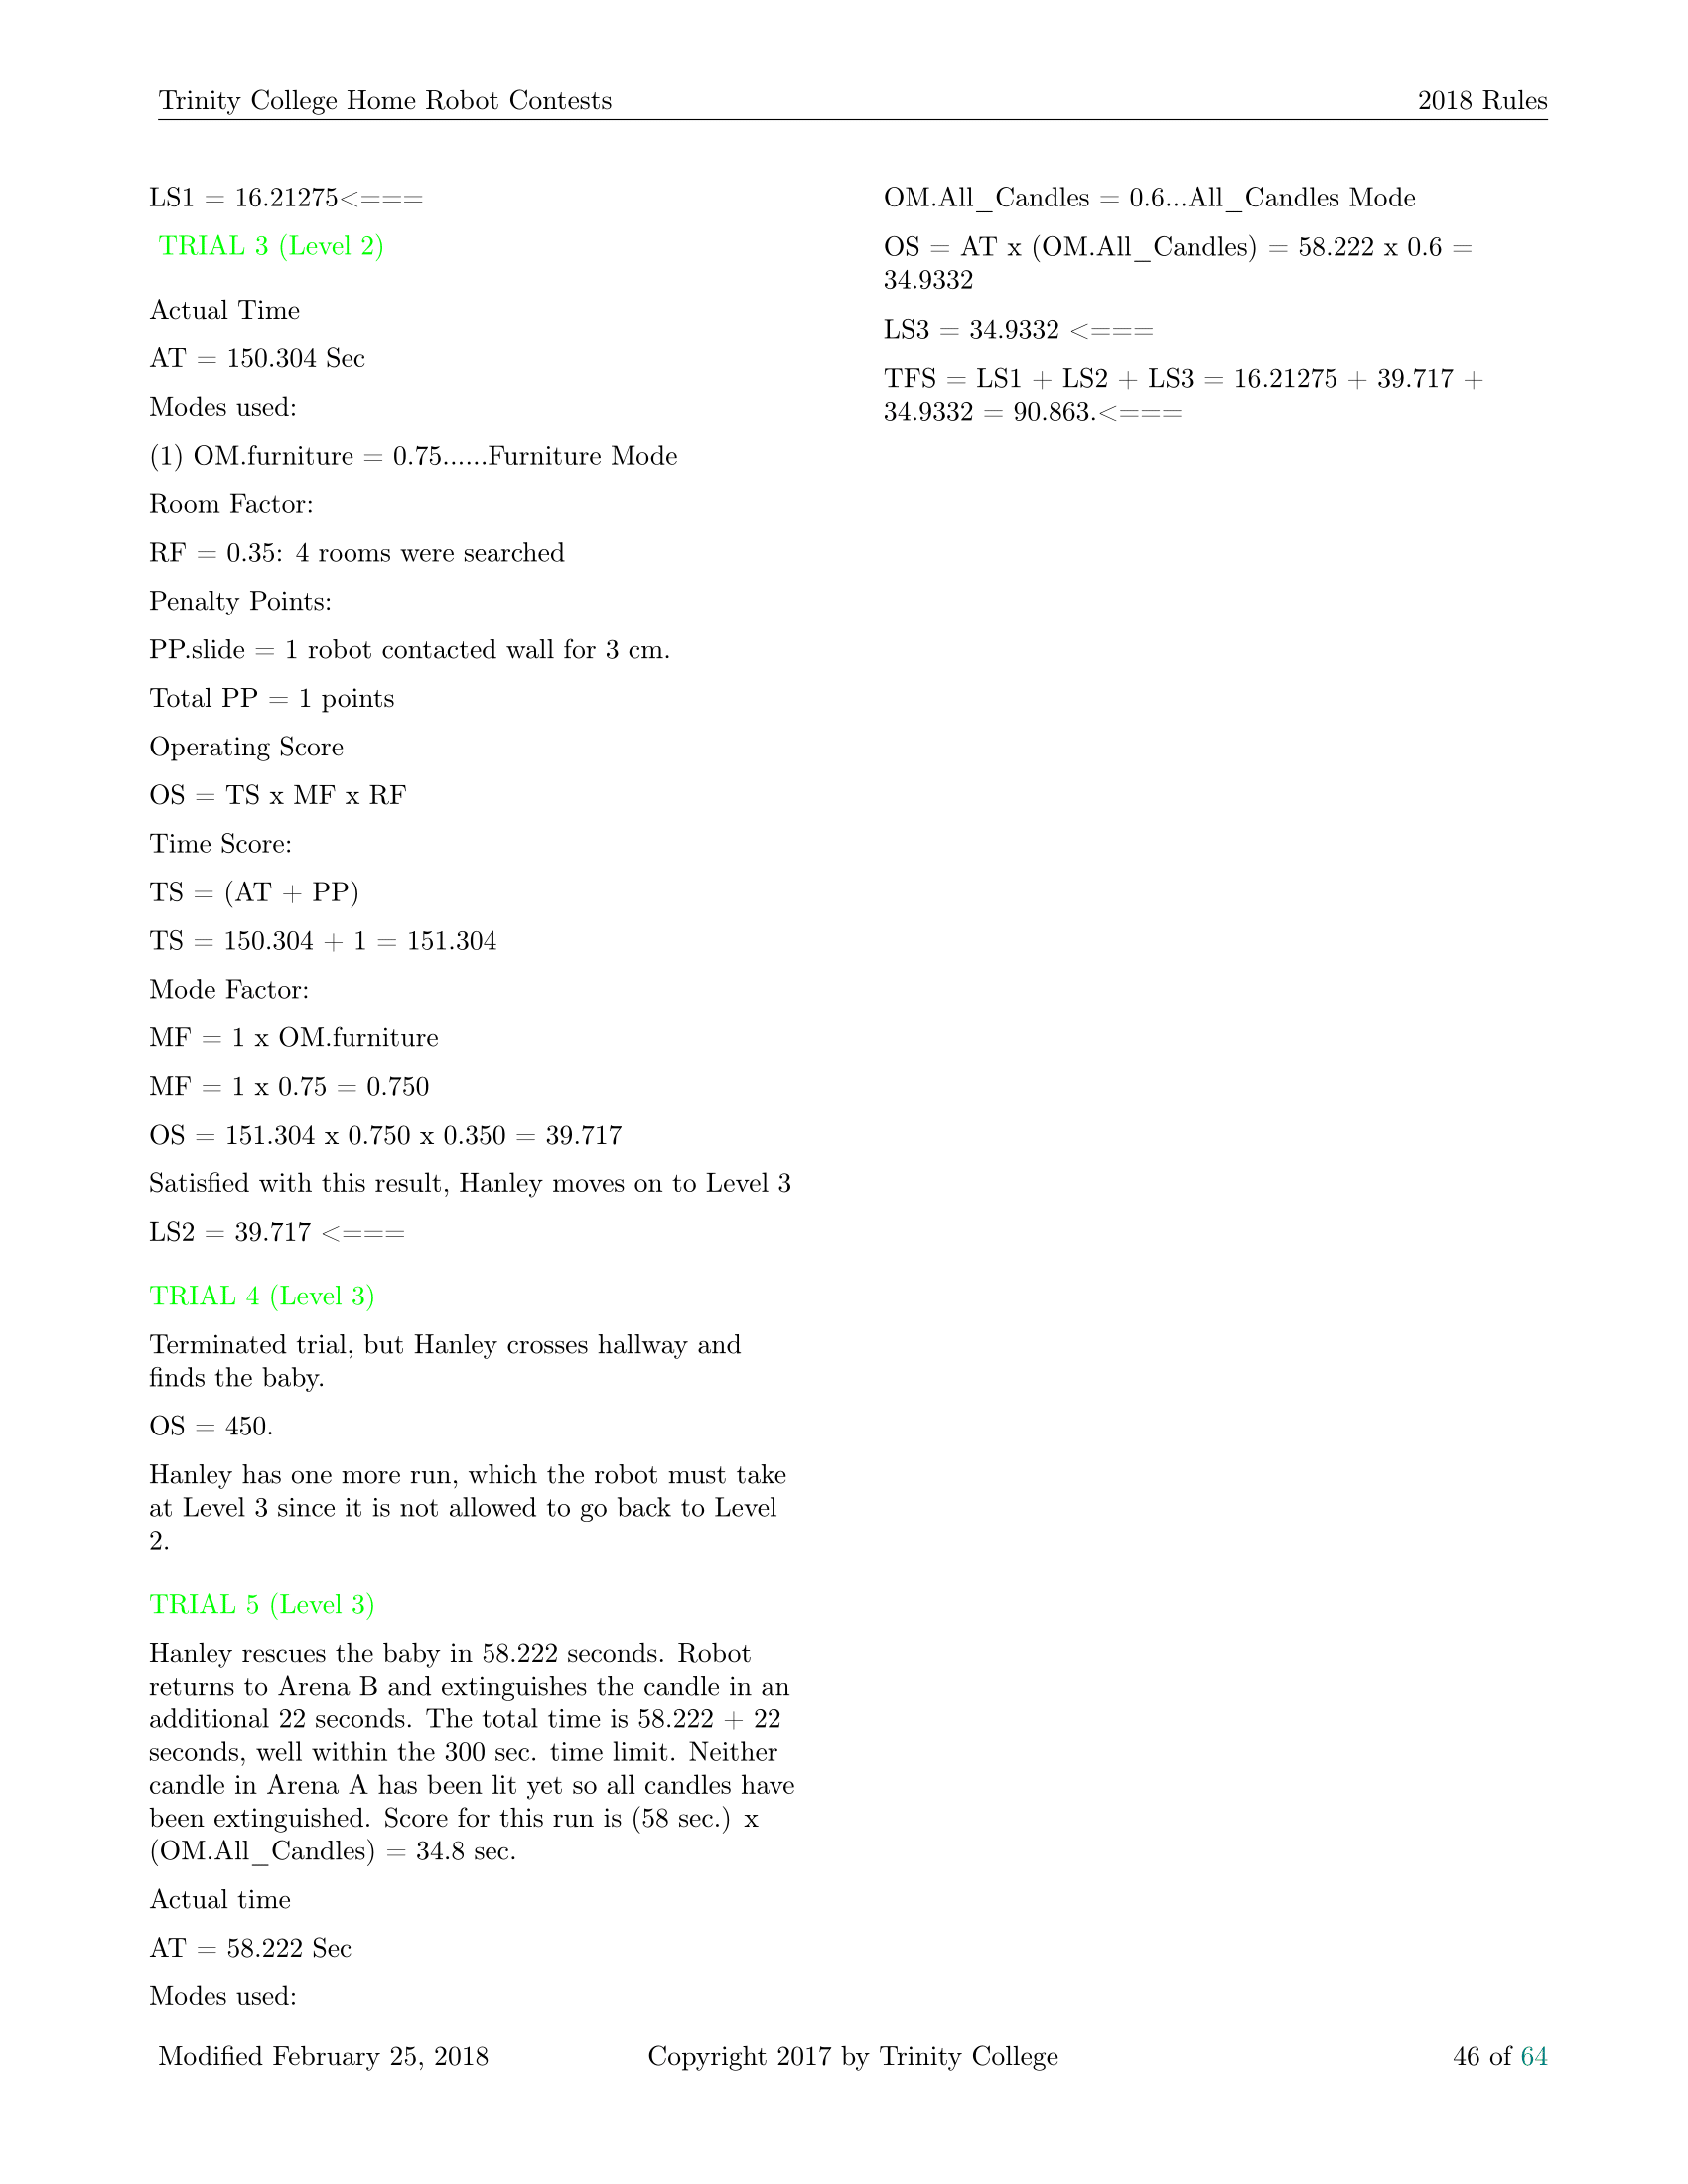 Trinity College Home Robot Contests 2018 Rules
LS1 = 16.21275<===
TRIAL 3 (Level 2)
Actual Time
AT = 150.304 Sec
Modes used:
(1) OM.furniture = 0.75......Furniture Mode
Room Factor:
RF = 0.35: 4 rooms were searched
Penalty Points:
PP.slide = 1 robot contacted wall for 3 cm.
Total PP = 1 points
Operating Score
OS = TS x MF x RF
Time Score:
TS = (AT + PP)
TS = 150.304 + 1 = 151.304
Mode Factor:
MF = 1 x OM.furniture
MF = 1 x 0.75 = 0.750
OS = 151.304 x 0.750 x 0.350 = 39.717
Satisfied with this result, Hanley moves on to Level 3
LS2 = 39.717 <===
TRIAL 4 (Level 3)
Terminated trial, but Hanley crosses hallway and
finds the baby.
OS = 450.
Hanley has one more run, which the robot must take
at Level 3 since it is not allowed to go back to Level
2.
TRIAL 5 (Level 3)
Hanley rescues the baby in 58.222 seconds. Robot
returns to Arena B and extinguishes the candle in an
additional 22 seconds. The total time is 58.222 + 22
seconds, well within the 300 sec. time limit. Neither
candle in Arena A has been lit yet so all candles have
been extinguished. Score for this run is (58 sec.) x
(OM.All_Candles) = 34.8 sec.
Actual time
AT = 58.222 Sec
Modes used:
OM.All_Candles = 0.6...All_Candles Mode
OS = AT x (OM.All_Candles) = 58.222 x 0.6 =
34.9332
LS3 = 34.9332 <===
TFS = LS1 + LS2 + LS3 = 16.21275 + 39.717 +
34.9332 = 90.863.<===
Modified February 25, 2018 Copyright 2017 by Trinity College 46 of 64